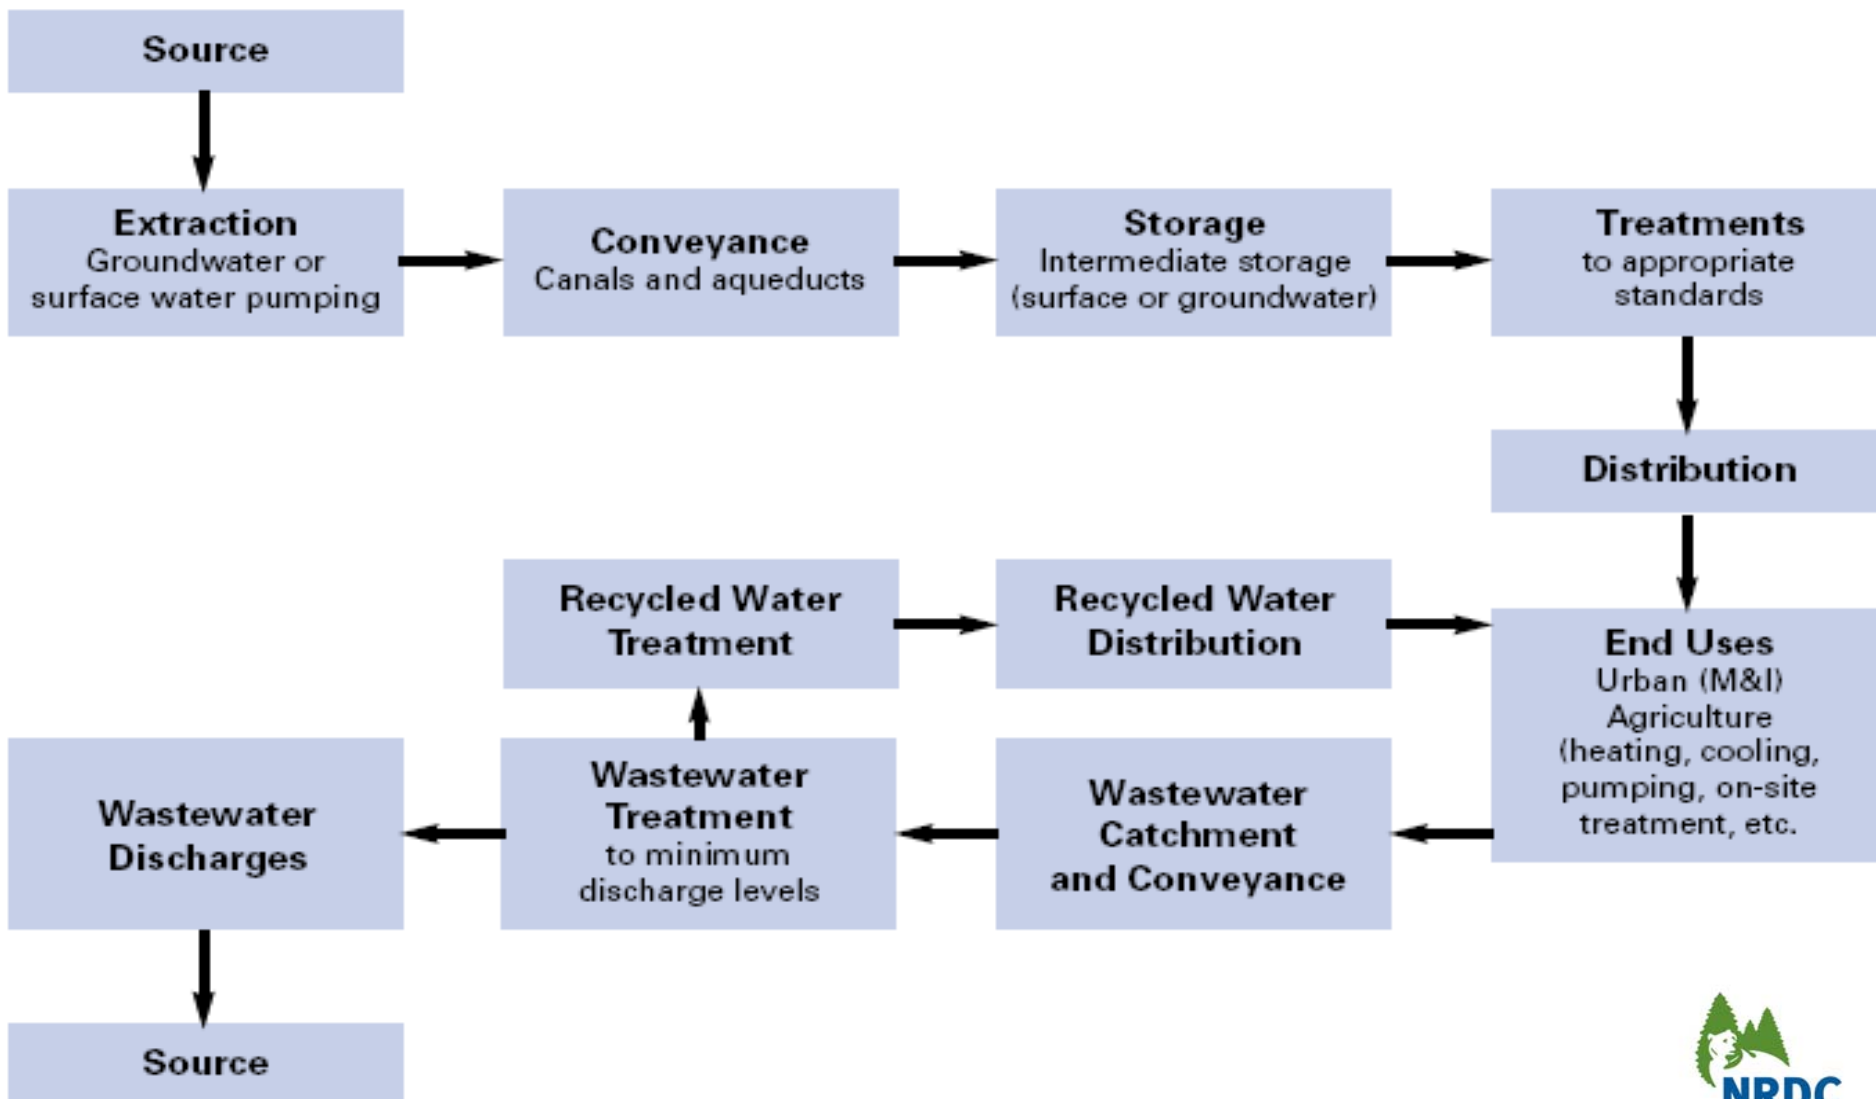 Source
Extraction
Groundwater or
surface water pumping
Conveyance
Canals and aqueducts
Storage
Intermediate storage
(surface or groundwater)
Treatments
to appropriate
standards
Distribution
Recycled Water
Treatment
Recycled Water
Distribution
End Uses
Urban (M&I)
Agriculture
(heating, cooling,
pumping, on-site
treatment, etc.
Wastewater
Discharges
Wastewater
Treatment
to minimum
discharge levels
Wastewater
Catchment
and Conveyance
Source
NRDC